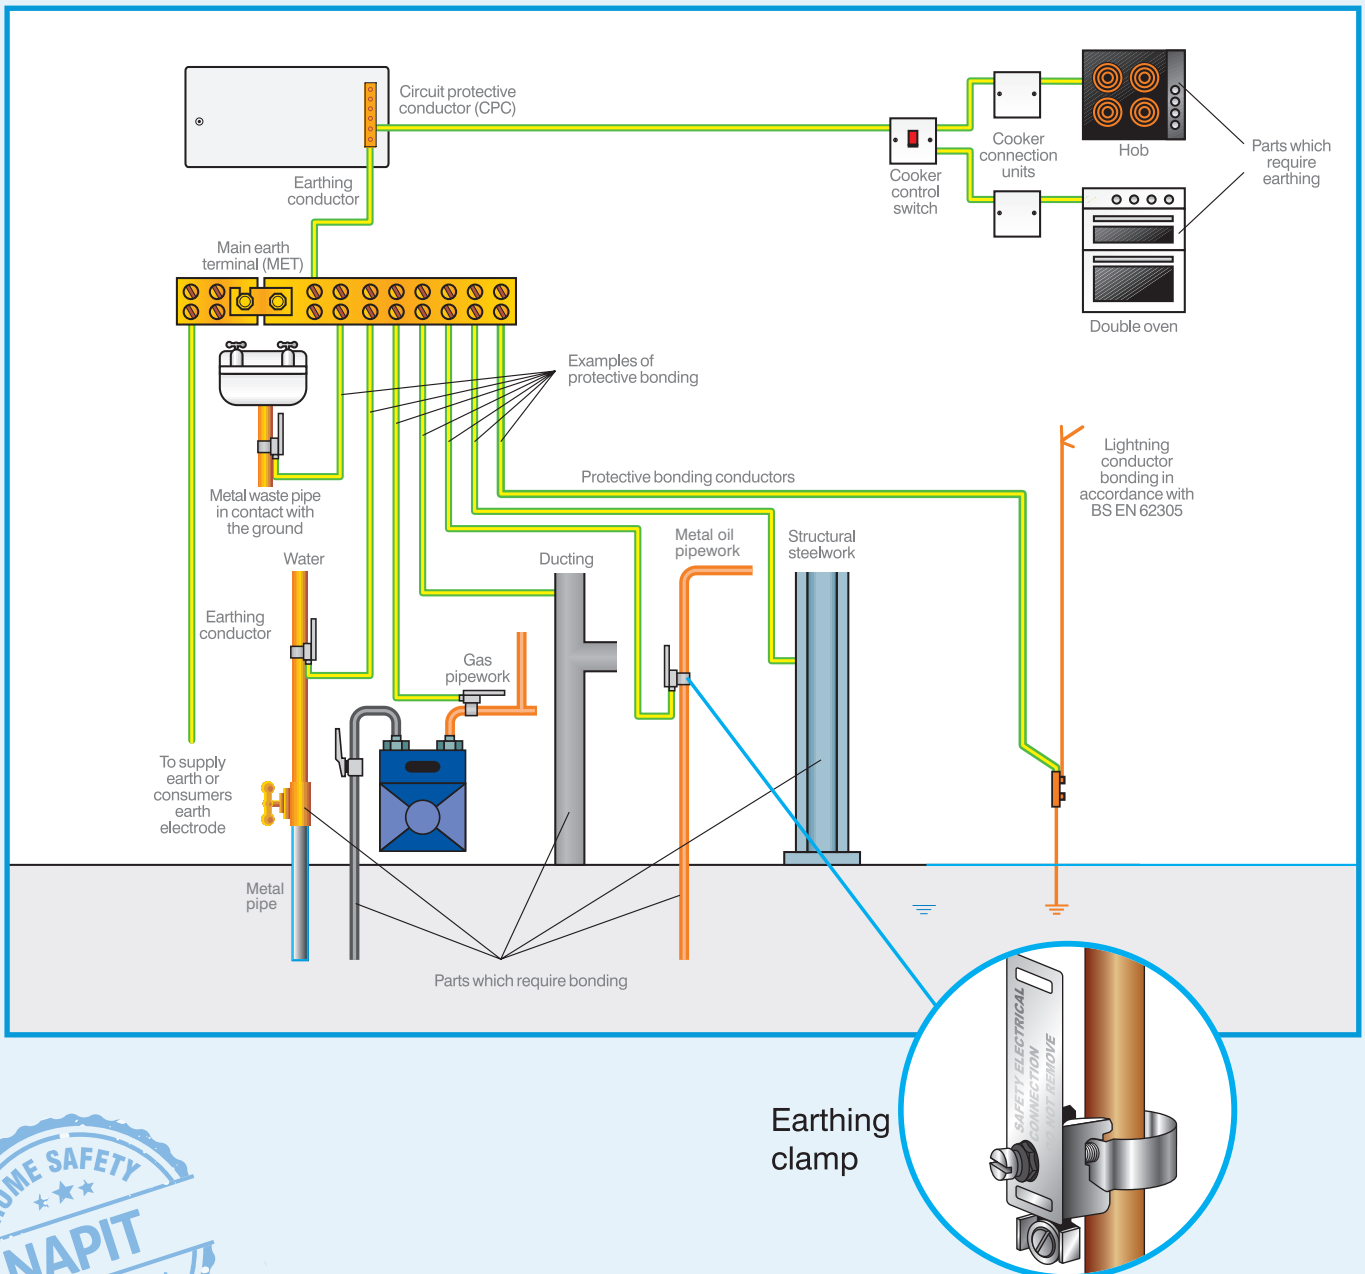 Circuit protective
conductor (CPC)
Earthing
conductor
Main earth
terminal (MET)
Cooker
control
switch
Cooker
connection
units
Hob
Parts which
require
earthing
Double oven
Examples of
protective bonding
Protective bonding conductors
Lightning
conductor
bonding in
accordance with
BS EN 62305
Metal waste pipe
in contact with
the ground
Water
Ducting
Metal oil
pipework
Structural
steelwork
Earthing
conductor
Gas
pipework
To supply
earth or
consumers
earth
electrode
Metal
pipe
Parts which require bonding
SAFETY ELECTRICAL
CONNECTION
DO NOT REMOVE
Earthing
clamp
HOME SAFETY
NAPIT